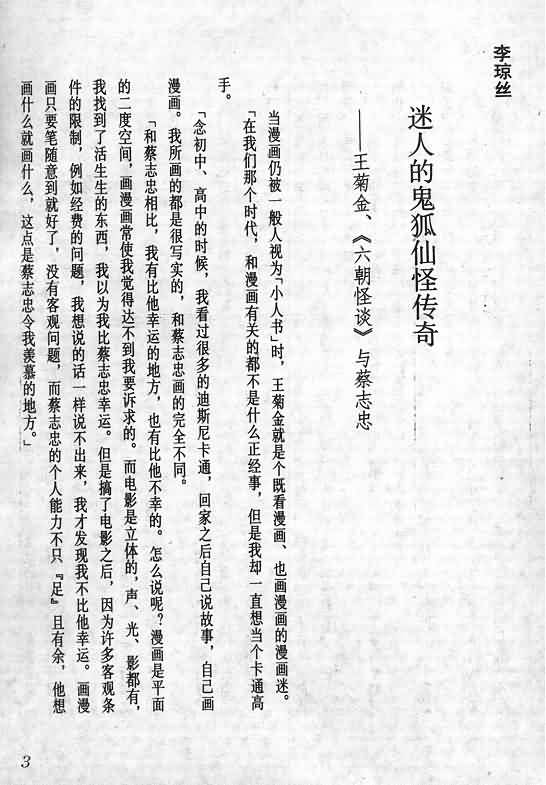 李琼丝
迷人的鬼狐仙怪传奇
——王菊金、《六朝怪谈》与蔡志忠
当漫画仍被一般人视为「小人书」时，王菊金就是个既看漫画、也画漫画的漫画迷。
「在我们那个时代，和漫画有关的都不是什么正经事，但是我却一直想当个卡通高
手。
「念初中、高中的时候，我看过很多的迪斯尼卡通，回家之后自己说故事，自己画
漫画。我所画的都是很写实的，和蔡志忠画的完全不同。
「和蔡志忠相比，我有比他幸运的地方，也有比他不幸的。怎么说呢？漫画是平面
的二度空间，画漫画常使我觉得达不到我要诉求的。而电影是立体的，声、光、影都有，
我找到了活生生的东西，我以为我比蔡志忠幸运。但是搞了电影之后，因为许多客观条
件的限制，例如经费的问题，我想说的话一样说不出来，我才发现我不比他幸运。画漫
画只要笔随意到就好了，没有客观问题，而蔡志忠的个人能力不只『足』且有余，他想
画什么就画什么，这点是蔡志忠令我羡慕的地方。」
3